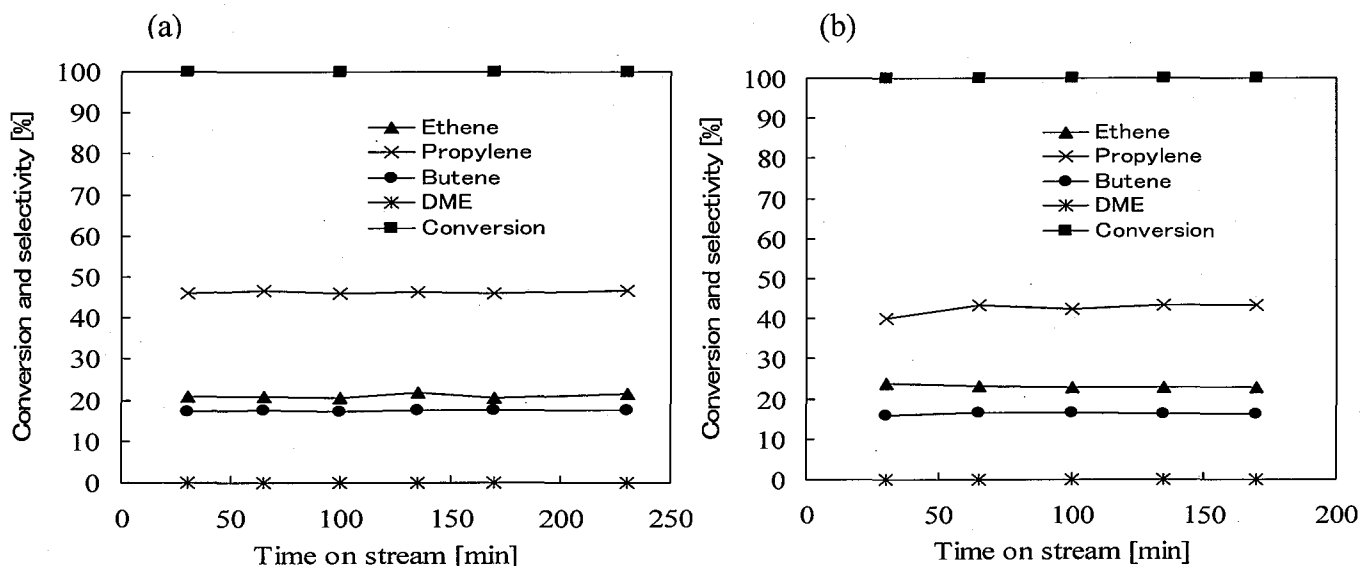 (a)
Conversion and selectivity [%]
100
90
80
70
60
50
40
30
20
10
0
Ethene
Propylene
Butene
DME
Conversion
0 50 100 150 200 250
Time on stream [min]
(b)
Conversion and selectivity [%]
100
90
80
70
60
50
40
30
20
10
0
Ethene
Propylene
Butene
DME
Conversion
0 50 100 150 200
Time on stream [min]